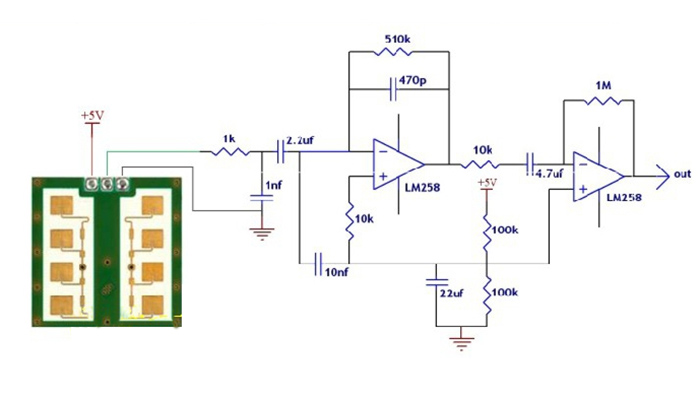 510k
470p
1M
+5V
1k
2.2uf
10k
4.7uf
out
LM258
LM258
1nf
+5V
10k
100k
10nf
22uf
100k